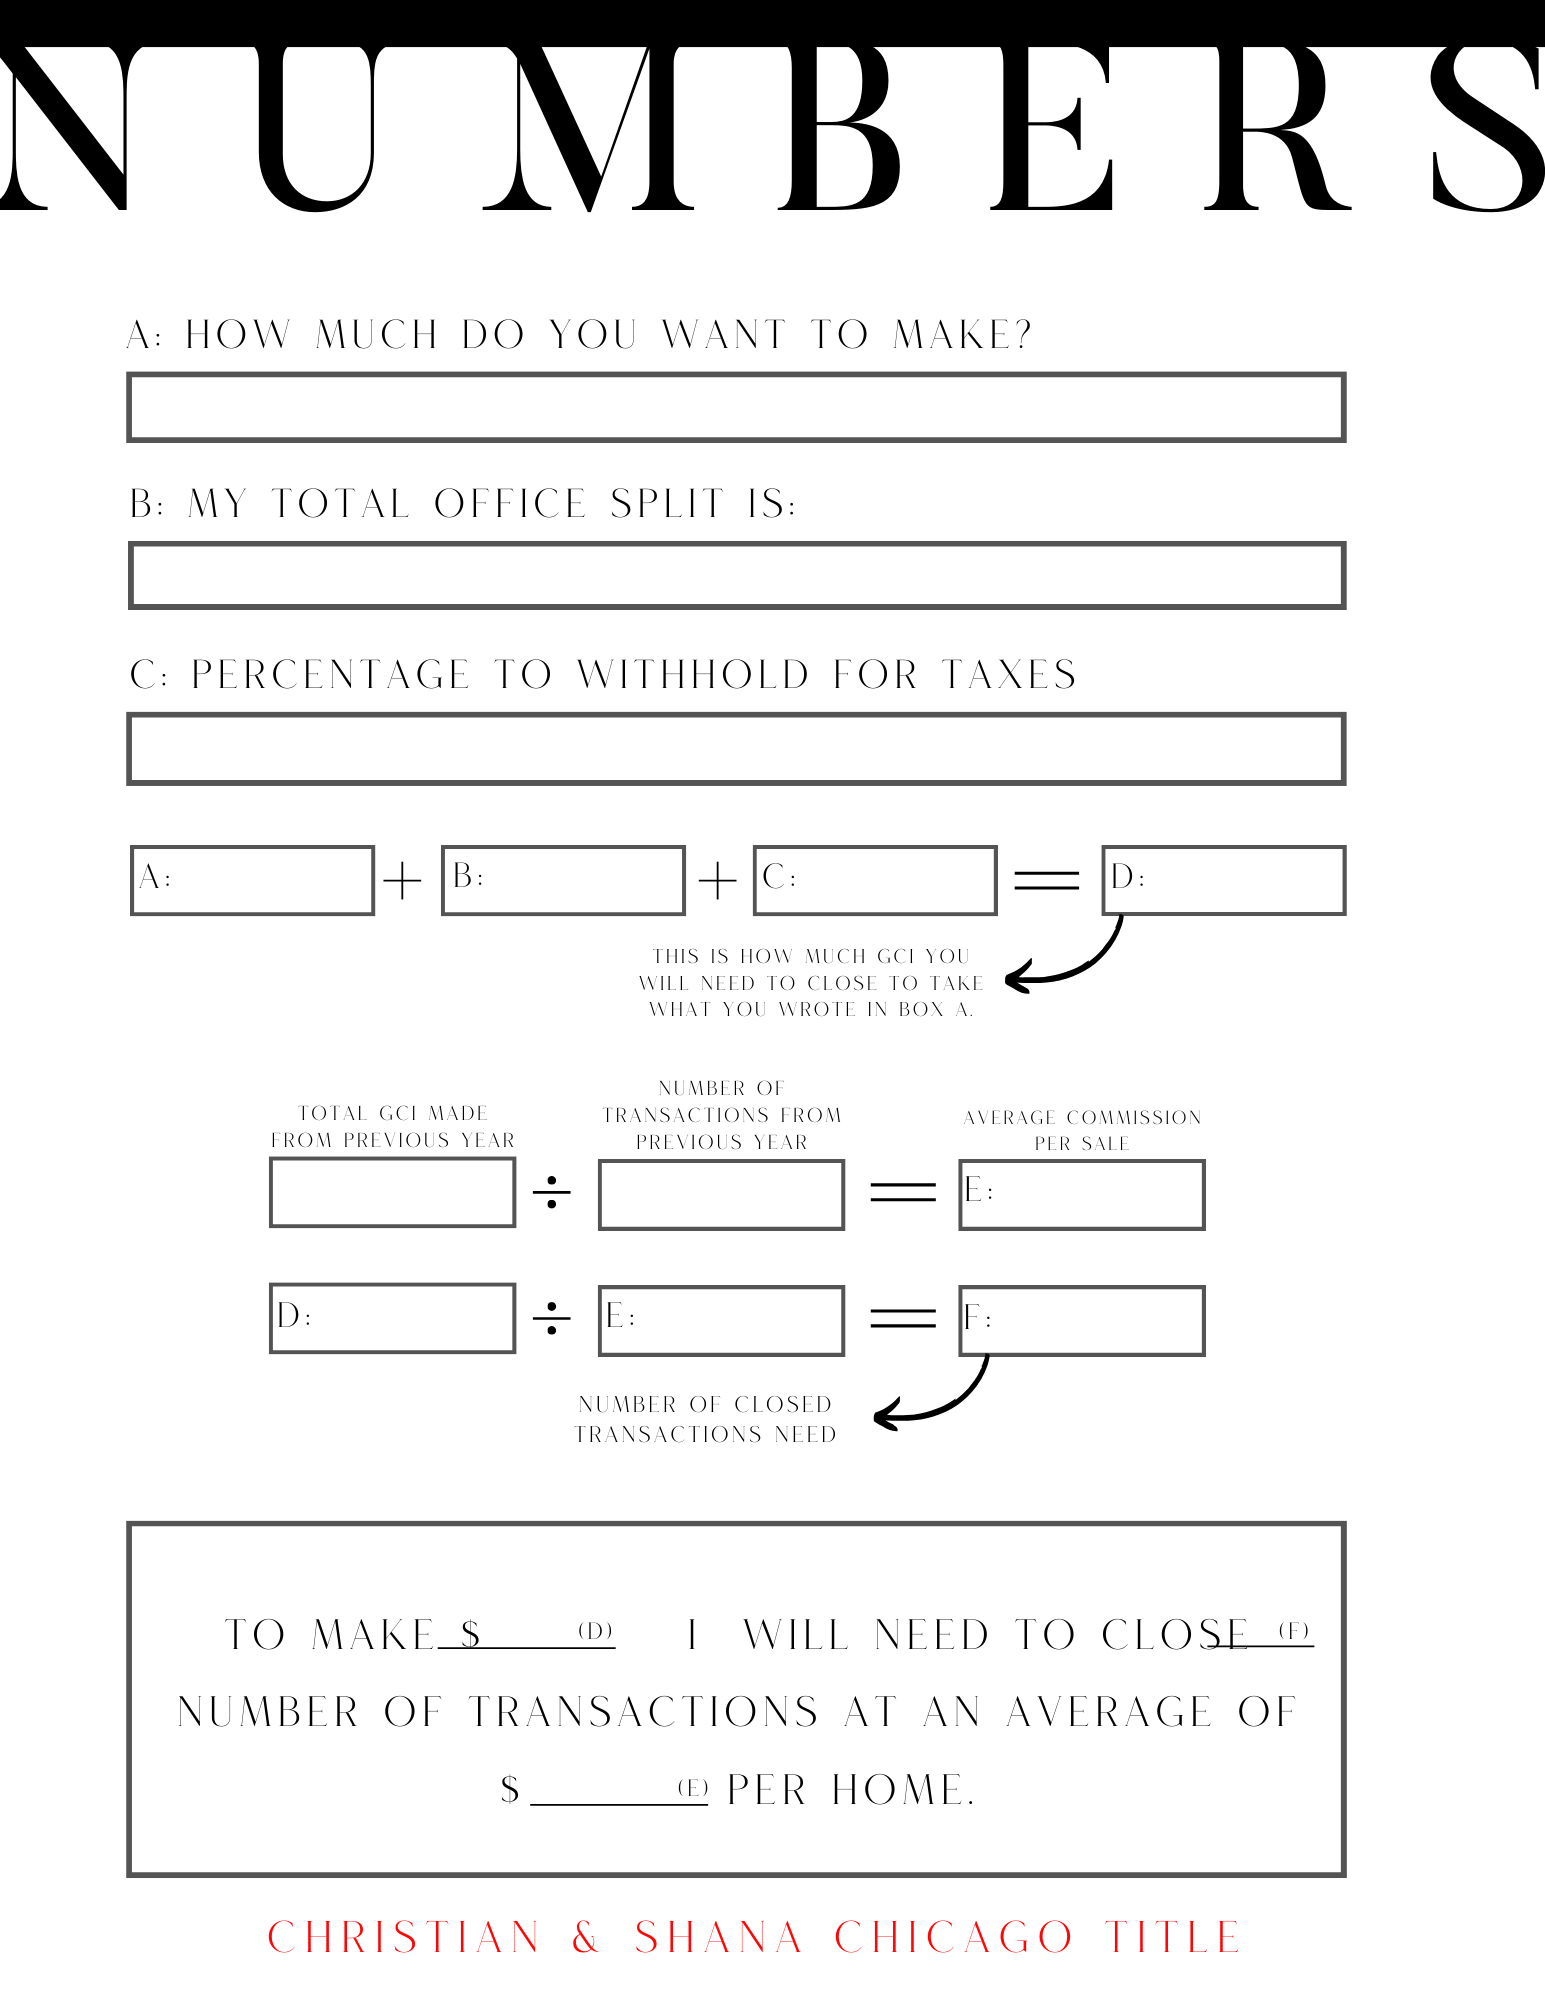 NUMBERS
A: HOW MUCH DO YOU WANT TO MAKE?
B: MY TOTAL OFFICE SPLIT IS:
C: PERCENTAGE TO WITHHOLD FOR TAXES
A: + B: + C: = D:
THIS IS HOW MUCH GCI YOU
WILL NEED TO CLOSE TO TAKE
WHAT YOU WROTE IN BOX A.
TOTAL GCI MADE
FROM PREVIOUS YEAR
NUMBER OF
TRANSACTIONS FROM
PREVIOUS YEAR
AVERAGE COMMISSION
PER SALE
÷ = E:
D: ÷ E: = F:
NUMBER OF CLOSED
TRANSACTIONS NEED
TO MAKE $ (D) I WILL NEED TO CLOSE (F)
NUMBER OF TRANSACTIONS AT AN AVERAGE OF
$ (E) PER HOME.
CHRISTIAN & SHANA CHICAGO TITLE